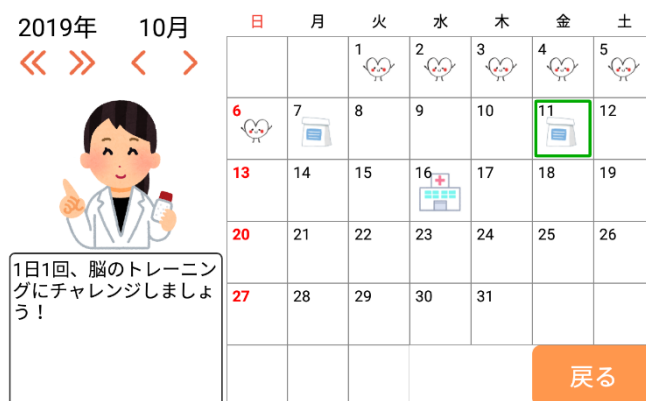 2019年 10月
日 月 火 水 木 金 土
1 2 3 4 5
6 7 8 9 10 11 12
13 14 15 16 17 18 19
20 21 22 23 24 25 26
27 28 29 30 31
1日1回、脳のトレーニン
グにチャレンジしましょ
う！
戻る